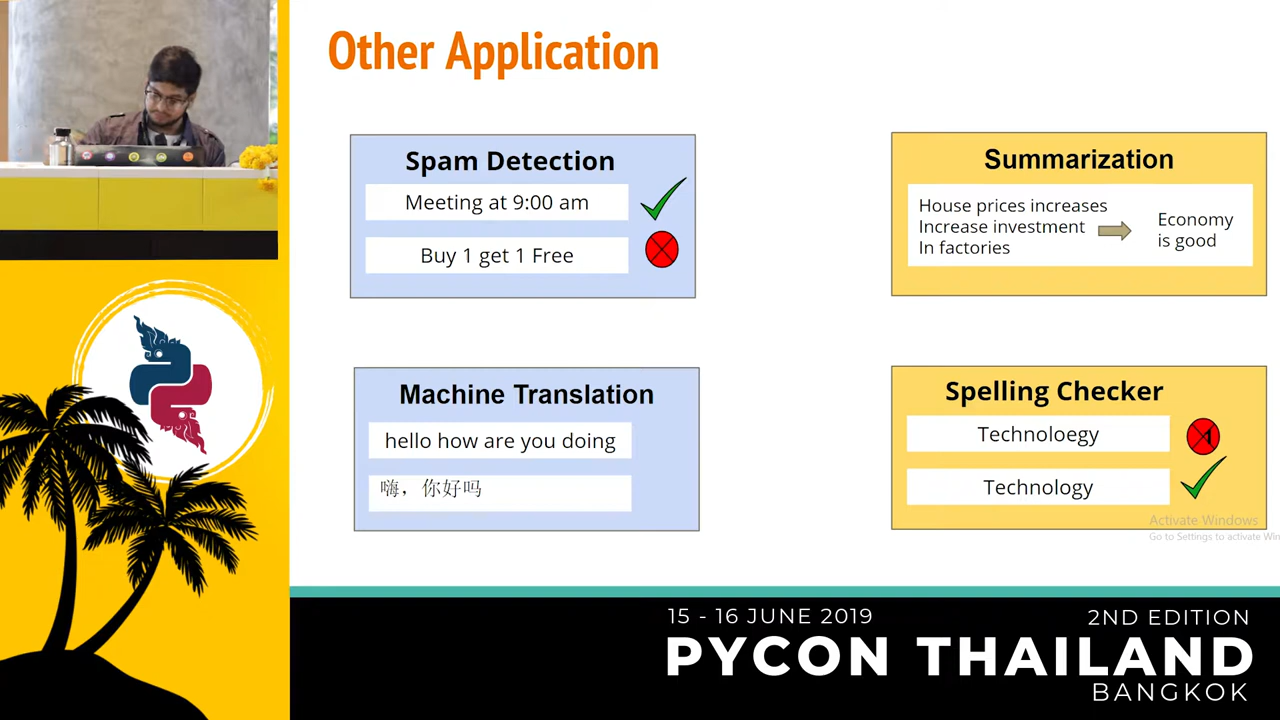 Other Application
Spam Detection
Meeting at 9:00 am
Buy 1 get 1 Free
Summarization
House prices increases
Increase investment
In factories
Economy
is good
Machine Translation
hello how are you doing
嗨，你好吗
Spelling Checker
Technoloegy
Technology
Activate Windows
Go to Settings to activate Win
15 - 16 JUNE 2019
2ND EDITION
PYCON THAILAND
BANGKOK